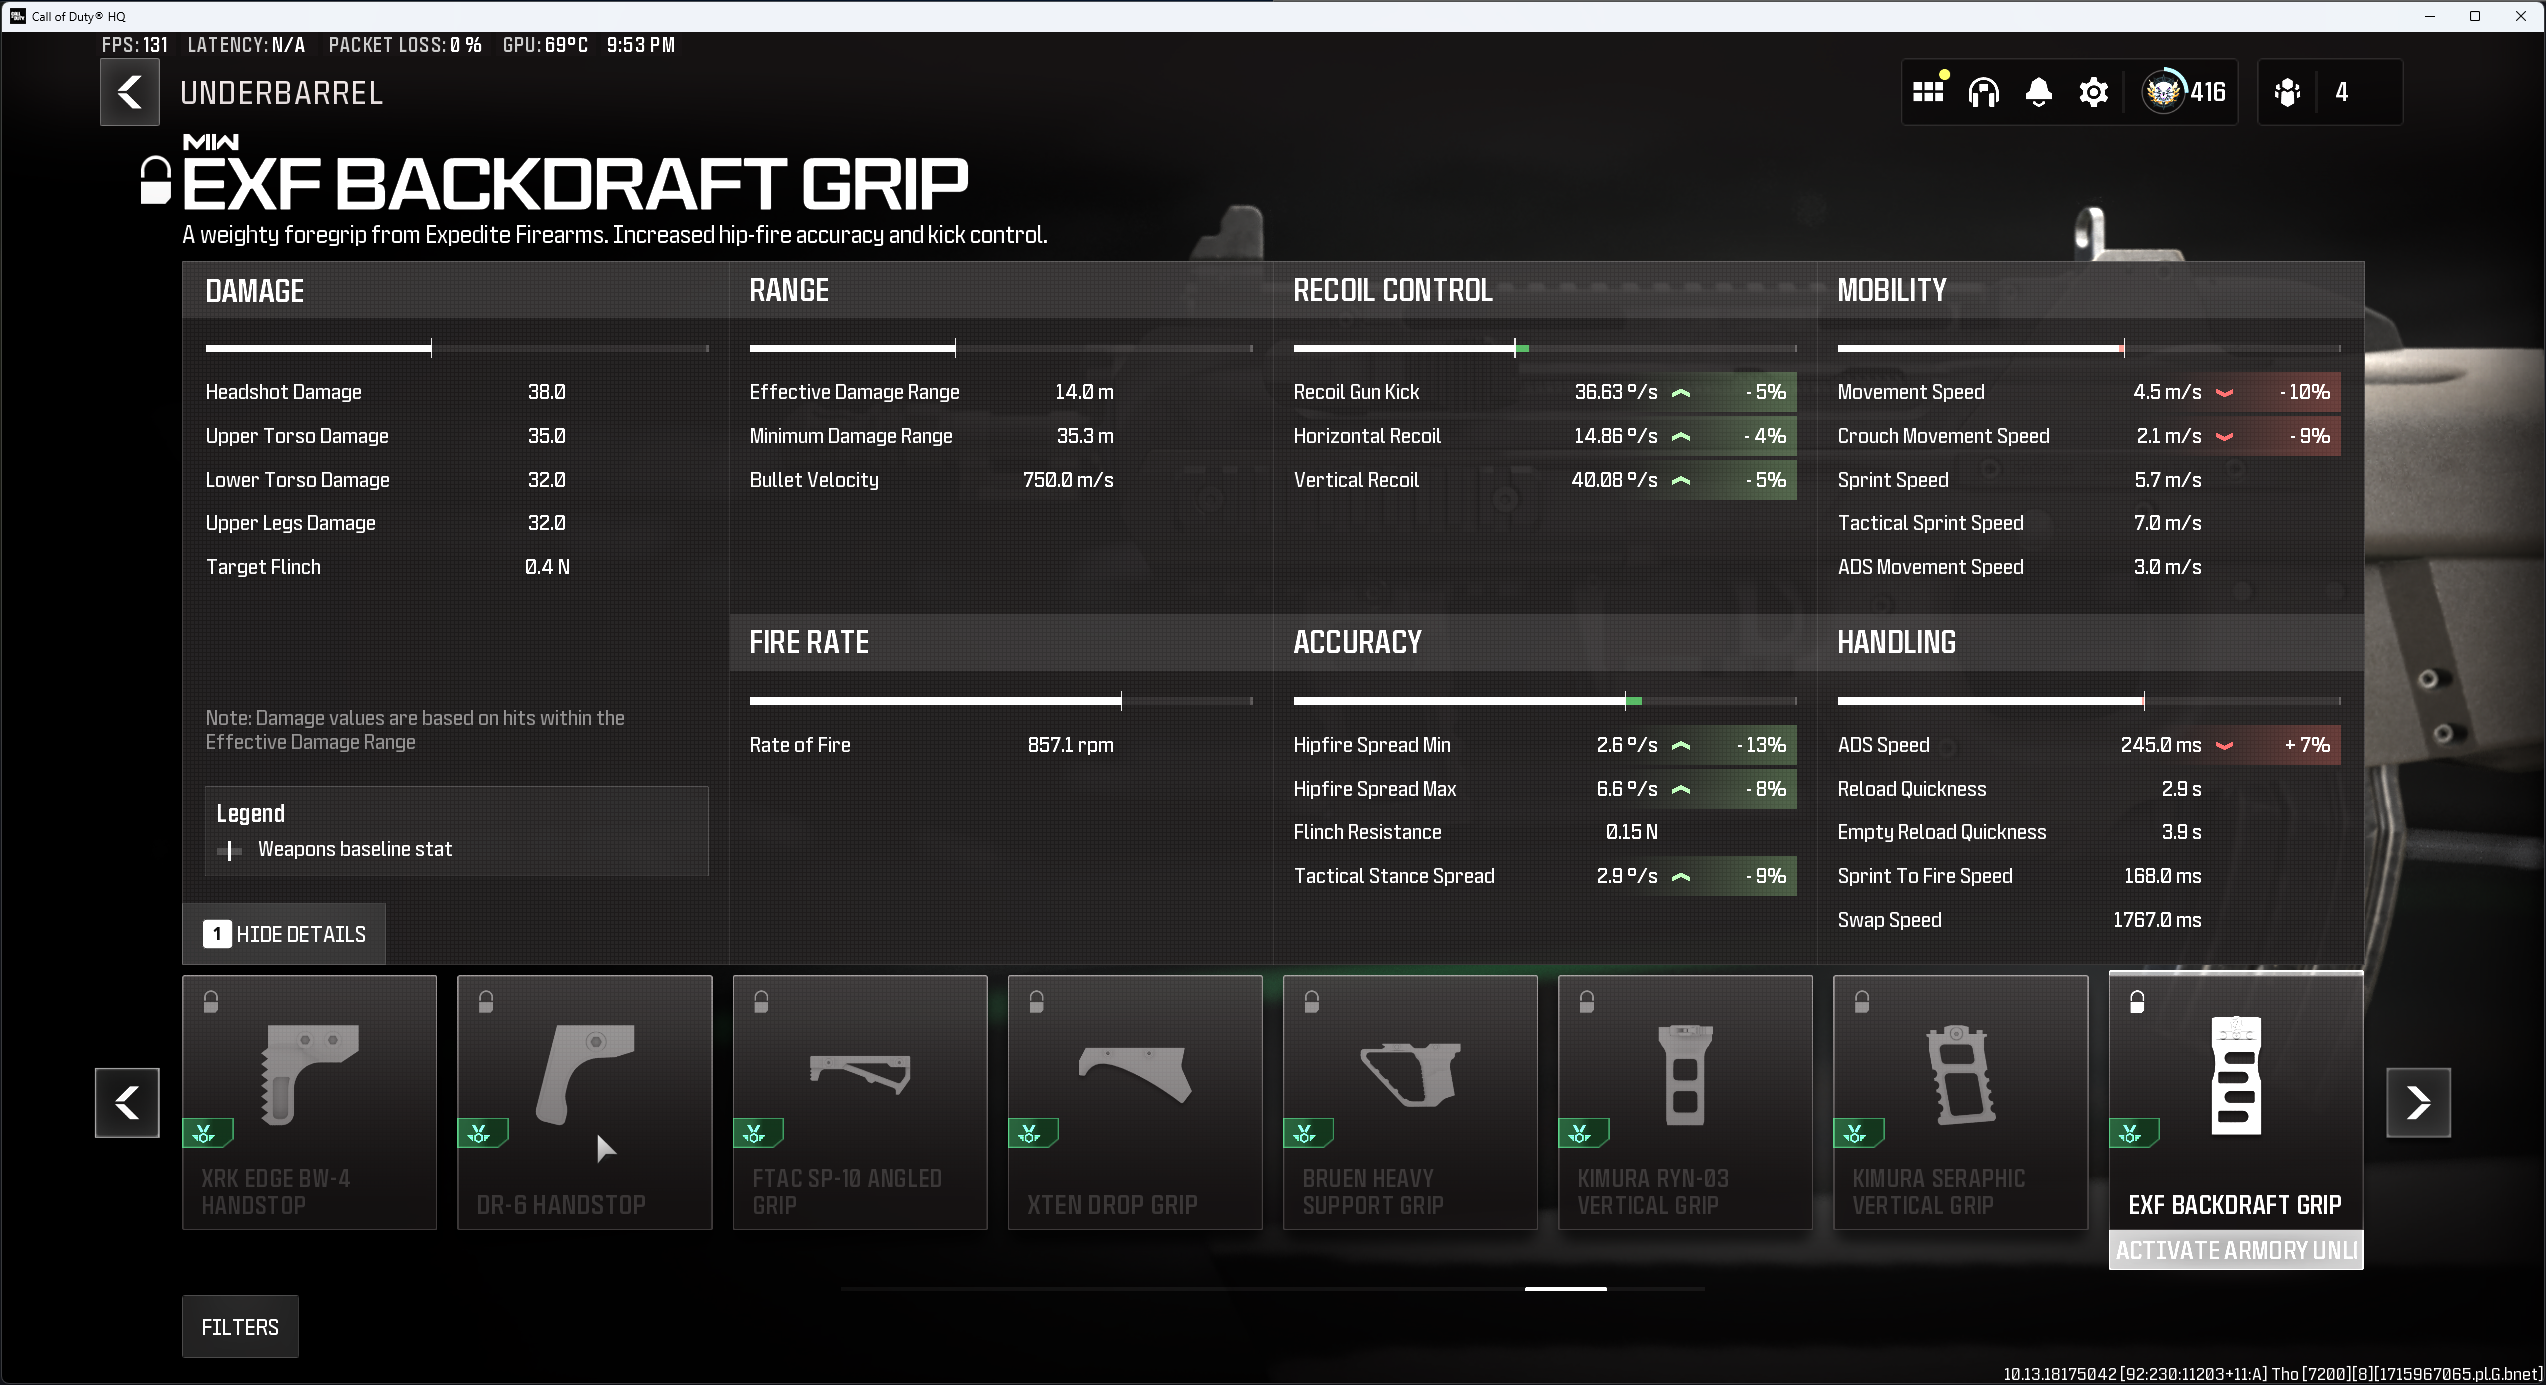 Call of Duty® HQ
FPS: 131 LATENCY: N/A PACKET LOSS: 0 % GPU: 69°C 9:53 PM
UNDERBARREL
416
4
MW
EXF BACKDRAFT GRIP
A weighty foregrip from Expedite Firearms. Increased hip-fire accuracy and kick control.
DAMAGE
Headshot Damage 38.0
Upper Torso Damage 35.0
Lower Torso Damage 32.0
Upper Legs Damage 32.0
Target Flinch 0.4 N
Note: Damage values are based on hits within the
Effective Damage Range
Legend
Weapons baseline stat
1 HIDE DETAILS
RANGE
Effective Damage Range 14.0 m
Minimum Damage Range 35.3 m
Bullet Velocity 750.0 m/s
FIRE RATE
Rate of Fire 857.1 rpm
RECOIL CONTROL
Recoil Gun Kick 36.63 º/s - 5%
Horizontal Recoil 14.86 º/s - 4%
Vertical Recoil 40.08 º/s - 5%
ACCURACY
Hipfire Spread Min 2.6 º/s - 13%
Hipfire Spread Max 6.6 º/s - 8%
Flinch Resistance 0.15 N
Tactical Stance Spread 2.9 º/s - 9%
MOBILITY
Movement Speed 4.5 m/s - 10%
Crouch Movement Speed 2.1 m/s - 9%
Sprint Speed 5.7 m/s
Tactical Sprint Speed 7.0 m/s
ADS Movement Speed 3.0 m/s
HANDLING
ADS Speed 245.0 ms + 7%
Reload Quickness 2.9 s
Empty Reload Quickness 3.9 s
Sprint To Fire Speed 168.0 ms
Swap Speed 1767.0 ms
XRK EDGE BW-4
HANDSTOP
DR-6 HANDSTOP
FTAC SP-10 ANGLED
GRIP
XTEN DROP GRIP
BRUEN HEAVY
SUPPORT GRIP
KIMURA RYN-03
VERTICAL GRIP
KIMURA SERAPHIC
VERTICAL GRIP
EXF BACKDRAFT GRIP
ACTIVATE ARMORY UNL
FILTERS
10.13.18175042 [92:230:11203+11:A] Tho [7200][8][1715967065.pl.G.bnet]